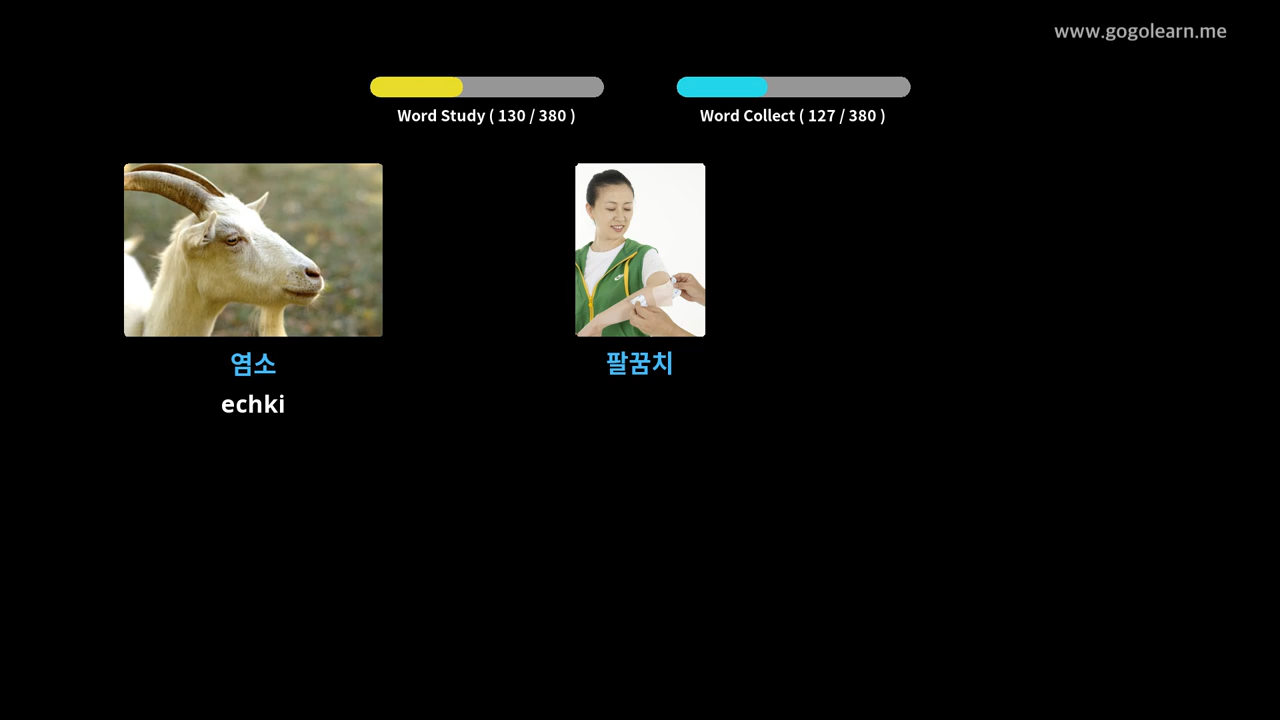 www.gogolearn.me
Word Study ( 130 / 380 )
Word Collect ( 127 / 380 )
염소
echki
팔꿈치